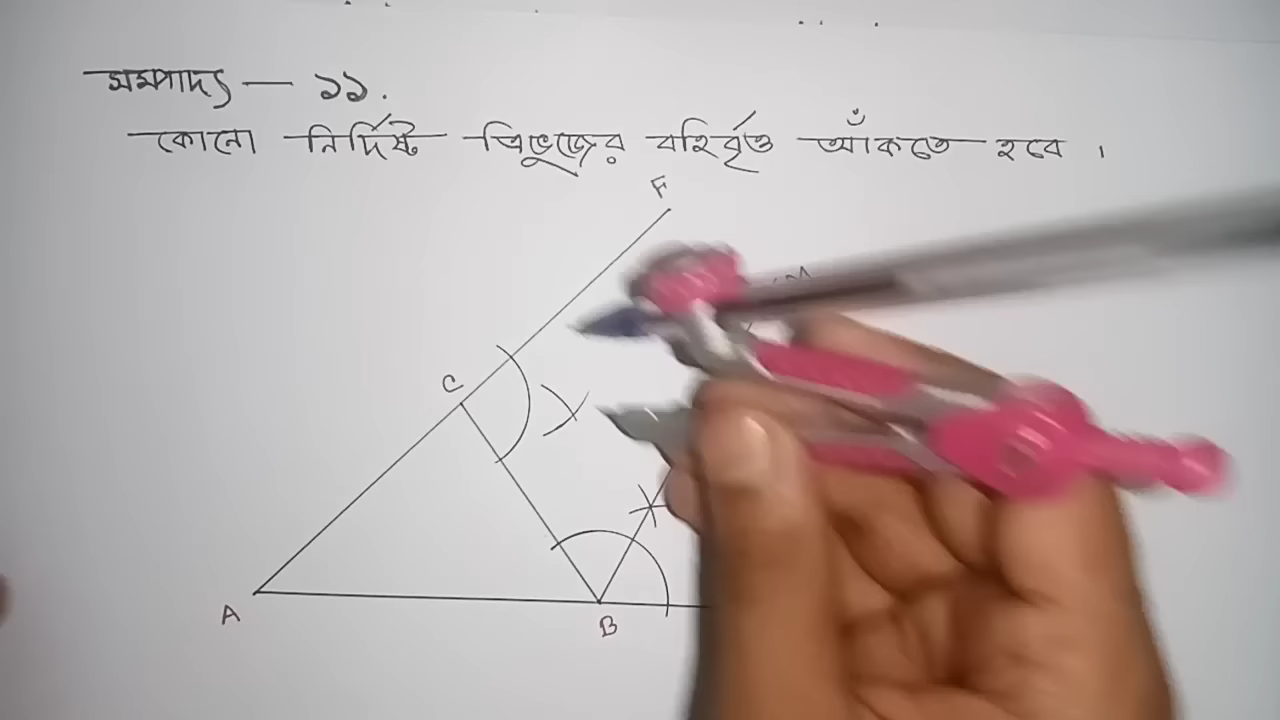 সম্পাদ্য — ১১.
কোনো নির্দিষ্ট ত্রিভুজের বহির্বৃত্ত আঁকতে হবে ।
F
M
C
A
B